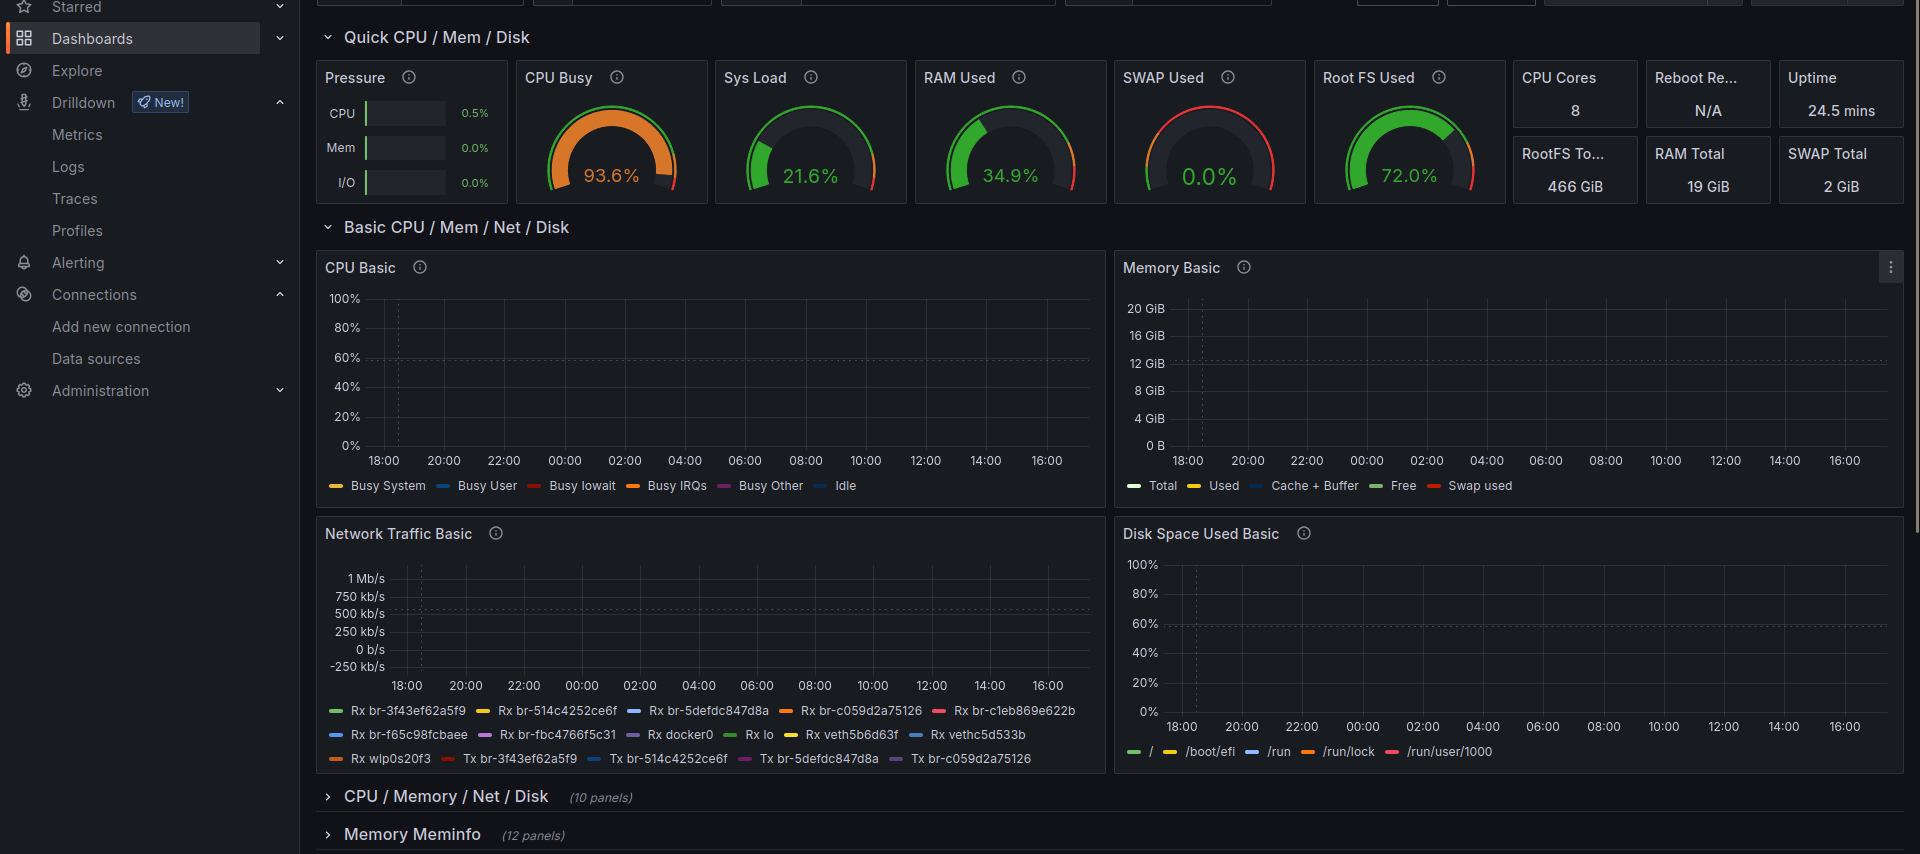 Starred
Dashboards
Explore
Drilldown New!
Metrics
Logs
Traces
Profiles
Alerting
Connections
Add new connection
Data sources
Administration
Quick CPU / Mem / Disk
Pressure
CPU 0.5%
Mem 0.0%
I/O 0.0%
CPU Busy
93.6%
Sys Load
21.6%
RAM Used
34.9%
SWAP Used
0.0%
Root FS Used
72.0%
CPU Cores
8
Reboot Re...
N/A
Uptime
24.5 mins
RootFS To...
466 GiB
RAM Total
19 GiB
SWAP Total
2 GiB
Basic CPU / Mem / Net / Disk
CPU Basic
100%
80%
60%
40%
20%
0%
18:00 20:00 22:00 00:00 02:00 04:00 06:00 08:00 10:00 12:00 14:00 16:00
Busy System Busy User Busy Iowait Busy IRQs Busy Other Idle
Memory Basic
20 GiB
16 GiB
12 GiB
8 GiB
4 GiB
0 B
18:00 20:00 22:00 00:00 02:00 04:00 06:00 08:00 10:00 12:00 14:00 16:00
Total Used Cache + Buffer Free Swap used
Network Traffic Basic
1 Mb/s
750 kb/s
500 kb/s
250 kb/s
0 b/s
-250 kb/s
18:00 20:00 22:00 00:00 02:00 04:00 06:00 08:00 10:00 12:00 14:00 16:00
Rx br-3f43ef62a5f9 Rx br-514c4252ce6f Rx br-5defdc847d8a Rx br-c059d2a75126 Rx br-c1eb869e622b
Rx br-f65c98fcbaee Rx br-fbc4766f5c31 Rx docker0 Rx lo Rx veth5b6d63f Rx vethc5d533b
Rx wlp0s20f3 Tx br-3f43ef62a5f9 Tx br-514c4252ce6f Tx br-5defdc847d8a Tx br-c059d2a75126
Disk Space Used Basic
100%
80%
60%
40%
20%
0%
18:00 20:00 22:00 00:00 02:00 04:00 06:00 08:00 10:00 12:00 14:00 16:00
/ /boot/efi /run /run/lock /run/user/1000
CPU / Memory / Net / Disk (10 panels)
Memory Meminfo (12 panels)